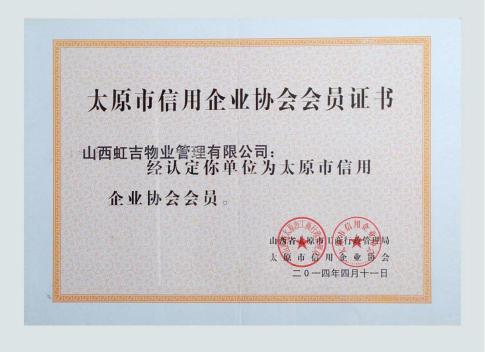 太原市信用企业协会会员证书
山西虹吉物业管理有限公司：
经认定你单位为太原市信用
企业协会会员。
山西省太原市工商行政管理局
太原市信用企业协会
二0一四年四月十一日